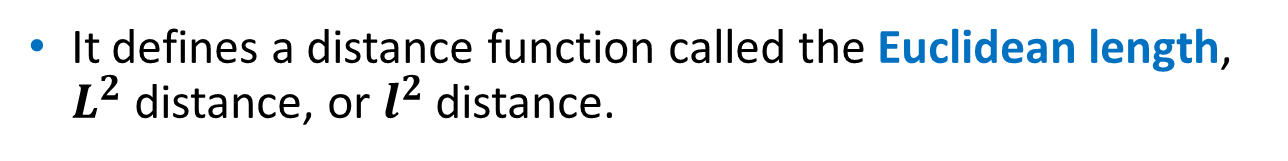 • It defines a distance function called the Euclidean length,
L² distance, or l² distance.